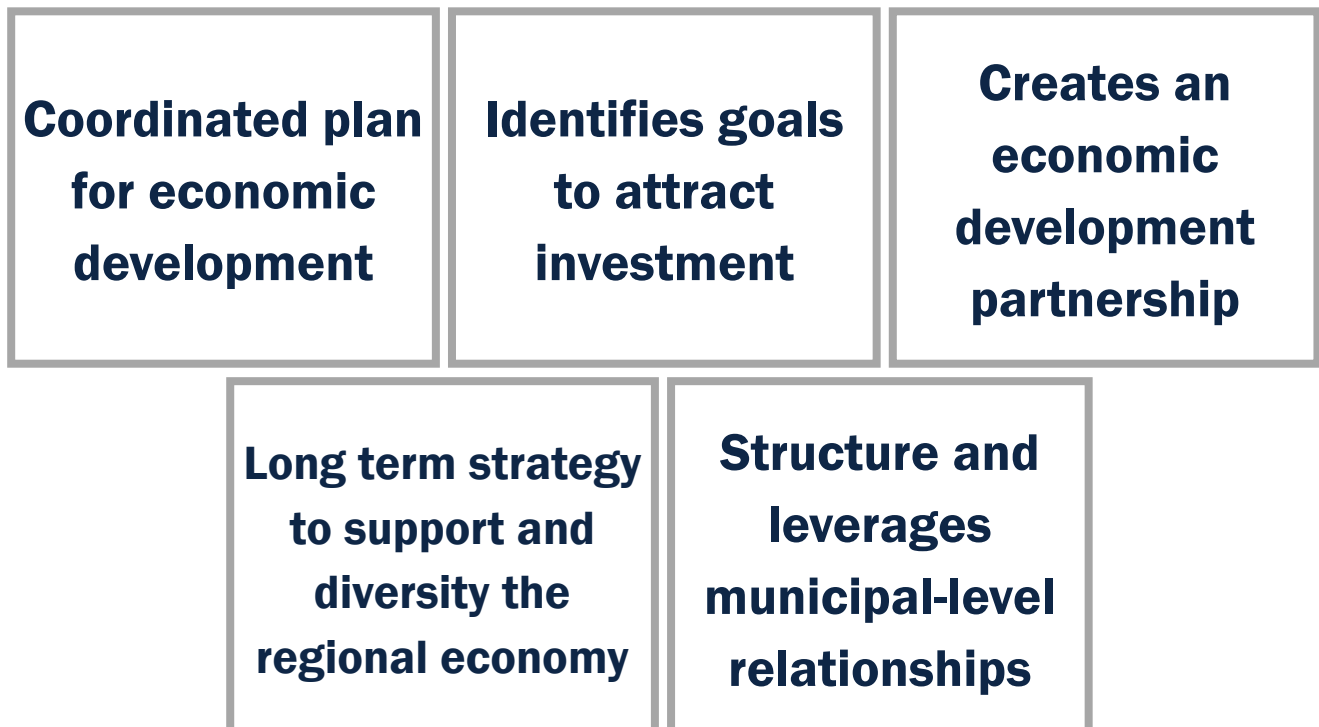 Coordinated plan
for economic
development
Identifies goals
to attract
investment
Creates an
economic
development
partnership
Long term strategy
to support and
diversity the
regional economy
Structure and
leverages
municipal-level
relationships